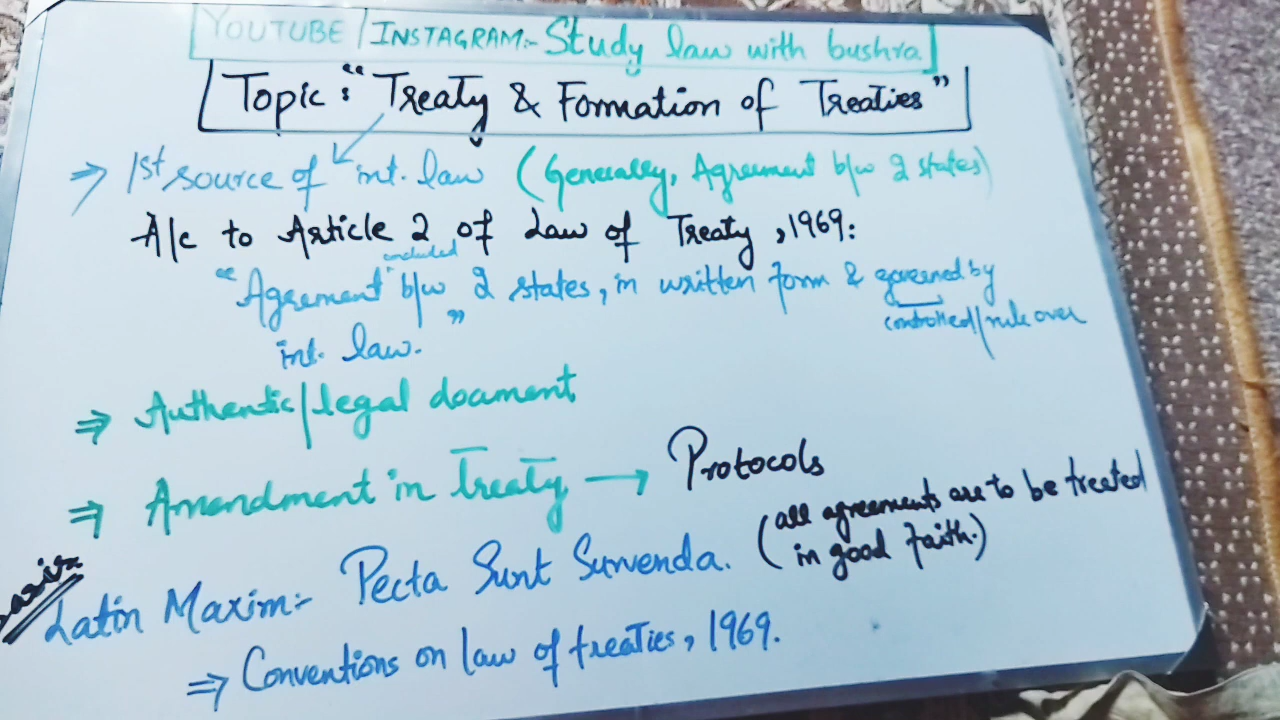 YOUTUBE/INSTAGRAM:- Study law with bushra
Topic: "Treaty & Formation of Treaties"
⇒ 1st source of int. law (Generally, Agreement b/w 2 states)
A/c to Article 2 of Law of Treaty, 1969:
concluded
"Agreement b/w 2 states, in written form & governed by
controlled/rule over
int. law."
⇒ Authentic/legal document
⇒ Amendment in Treaty → Protocols
(all agreements are to be treated
in good faith.)
Latin Maxim:- Pecta Sunt Survenda.
⇒ Conventions on law of treaties, 1969.